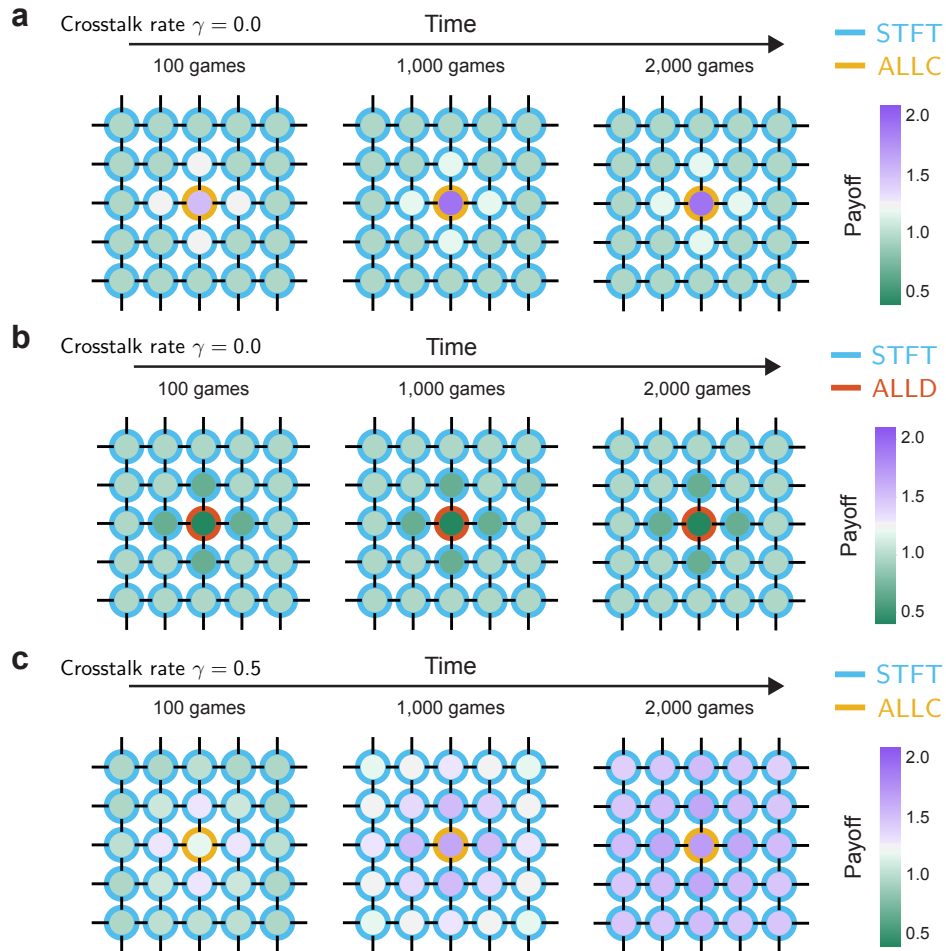 a
Crosstalk rate γ = 0.0
Time
100 games
1,000 games
2,000 games
STFT
ALLC
Payoff
2.0
1.5
1.0
0.5
b
Crosstalk rate γ = 0.0
Time
100 games
1,000 games
2,000 games
STFT
ALLD
Payoff
2.0
1.5
1.0
0.5
c
Crosstalk rate γ = 0.5
Time
100 games
1,000 games
2,000 games
STFT
ALLC
Payoff
2.0
1.5
1.0
0.5